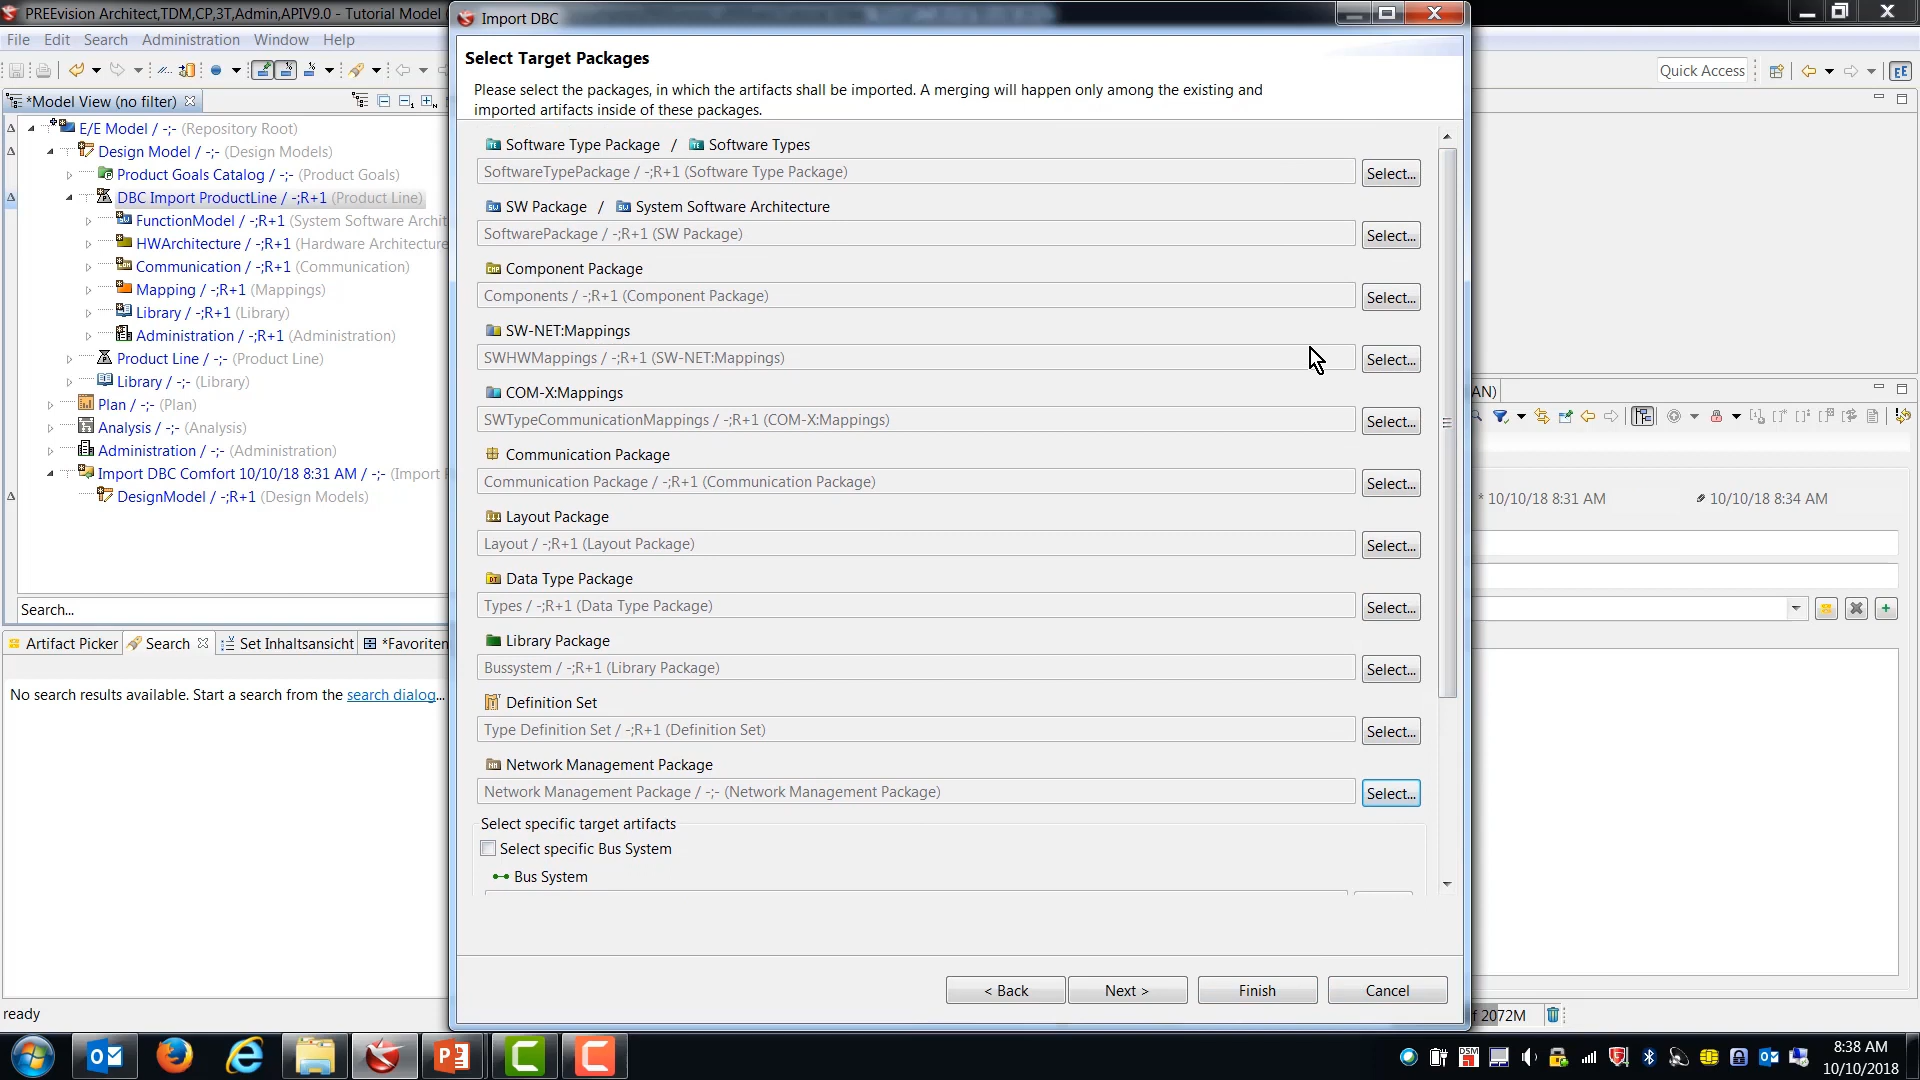 PREEvision Architect,TDM,CP,3T,Admin,APIV9.0 - Tutorial Model
File Edit Search Administration Window Help
Quick Access
*Model View (no filter)
E/E Model / -;- (Repository Root)
Design Model / -;- (Design Models)
Product Goals Catalog / -;- (Product Goals)
DBC Import ProductLine / -;R+1 (Product Line)
FunctionModel / -;R+1 (System Software Archit
HWArchitecture / -;R+1 (Hardware Architecture
Communication / -;R+1 (Communication)
Mapping / -;R+1 (Mappings)
Library / -;R+1 (Library)
Administration / -;R+1 (Administration)
Product Line / -;- (Product Line)
Library / -;- (Library)
Plan / -;- (Plan)
Analysis / -;- (Analysis)
Administration / -;- (Administration)
Import DBC Comfort 10/10/18 8:31 AM / -;- (Import
DesignModel / -;R+1 (Design Models)
Search...
Artifact Picker Search Set Inhaltsansicht *Favoriten
No search results available. Start a search from the search dialog...
ready
Import DBC
Select Target Packages
Please select the packages, in which the artifacts shall be imported. A merging will happen only among the existing and
imported artifacts inside of these packages.
Software Type Package / Software Types
SoftwareTypePackage / -;R+1 (Software Type Package) Select...
SW Package / System Software Architecture
SoftwarePackage / -;R+1 (SW Package) Select...
Component Package
Components / -;R+1 (Component Package) Select...
SW-NET:Mappings
SWHWMappings / -;R+1 (SW-NET:Mappings) Select...
COM-X:Mappings
SWTypeCommunicationMappings / -;R+1 (COM-X:Mappings) Select...
Communication Package
Communication Package / -;R+1 (Communication Package) Select...
Layout Package
Layout / -;R+1 (Layout Package) Select...
Data Type Package
Types / -;R+1 (Data Type Package) Select...
Library Package
Bussystem / -;R+1 (Library Package) Select...
Definition Set
Type Definition Set / -;R+1 (Definition Set) Select...
Network Management Package
Network Management Package / -;- (Network Management Package) Select...
Select specific target artifacts
Select specific Bus System
Bus System
< Back Next > Finish Cancel
EE
AN)
* 10/10/18 8:31 AM 10/10/18 8:34 AM
f 2072M
8:38 AM
10/10/2018